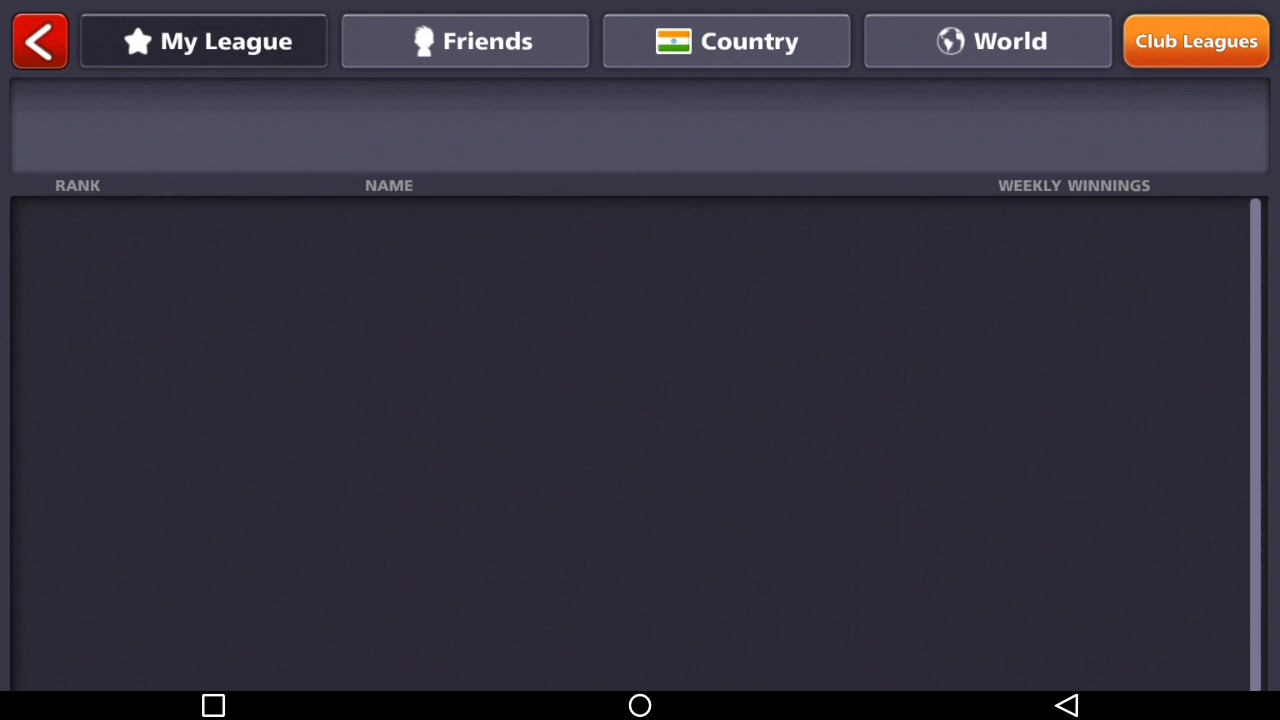 My League
Friends
Country
World
Club Leagues
RANK
NAME
WEEKLY WINNINGS